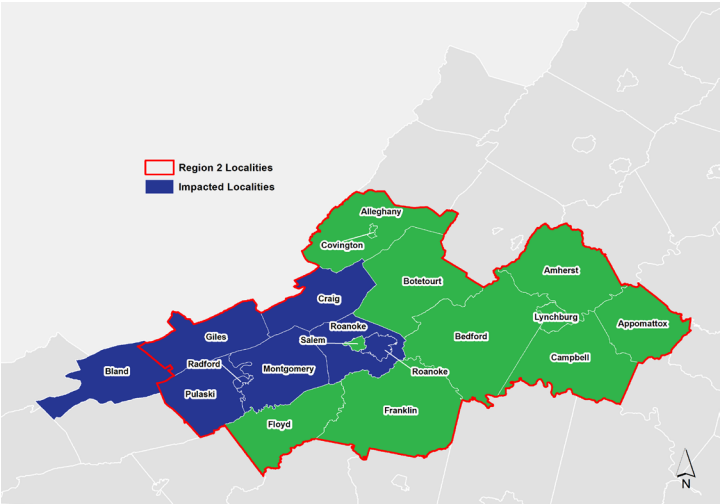 Region 2 Localities
Impacted Localities
Alleghany
Covington
Botetourt
Amherst
Craig
Lynchburg
Appomattox
Roanoke
Giles
Salem
Bedford
Campbell
Radford
Bland
Montgomery
Roanoke
Pulaski
Franklin
Floyd
N